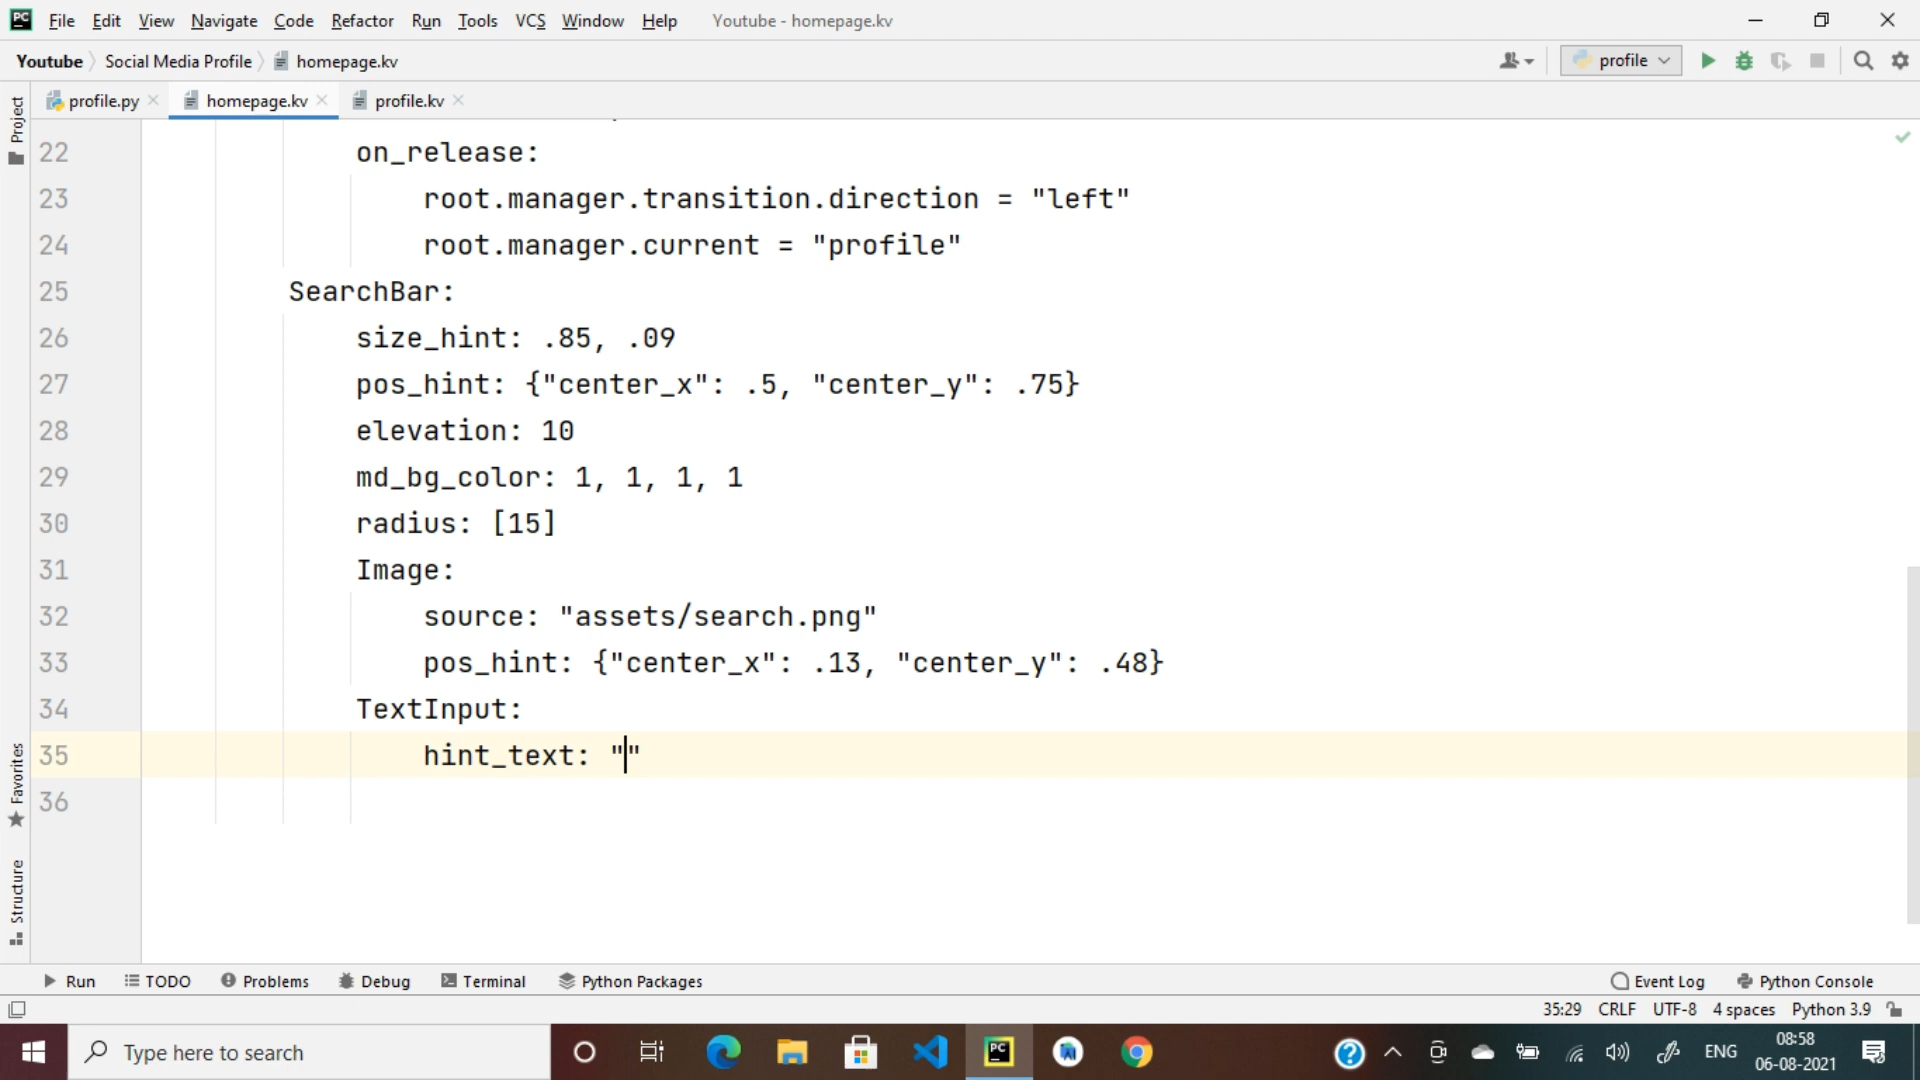 PC File Edit View Navigate Code Refactor Run Tools VCS Window Help Youtube - homepage.kv
Youtube Social Media Profile homepage.kv profile
profile.py homepage.kv profile.kv
Project
22 on_release:
23 root.manager.transition.direction = "left"
24 root.manager.current = "profile"
25 SearchBar:
26 size_hint: .85, .09
27 pos_hint: {"center_x": .5, "center_y": .75}
28 elevation: 10
29 md_bg_color: 1, 1, 1, 1
30 radius: [15]
31 Image:
32 source: "assets/search.png"
33 pos_hint: {"center_x": .13, "center_y": .48}
34 TextInput:
35 hint_text: ""
36
Favorites
Structure
Run TODO Problems Debug Terminal Python Packages Event Log Python Console
35:29 CRLF UTF-8 4 spaces Python 3.9
Type here to search PC ENG 08:58
06-08-2021